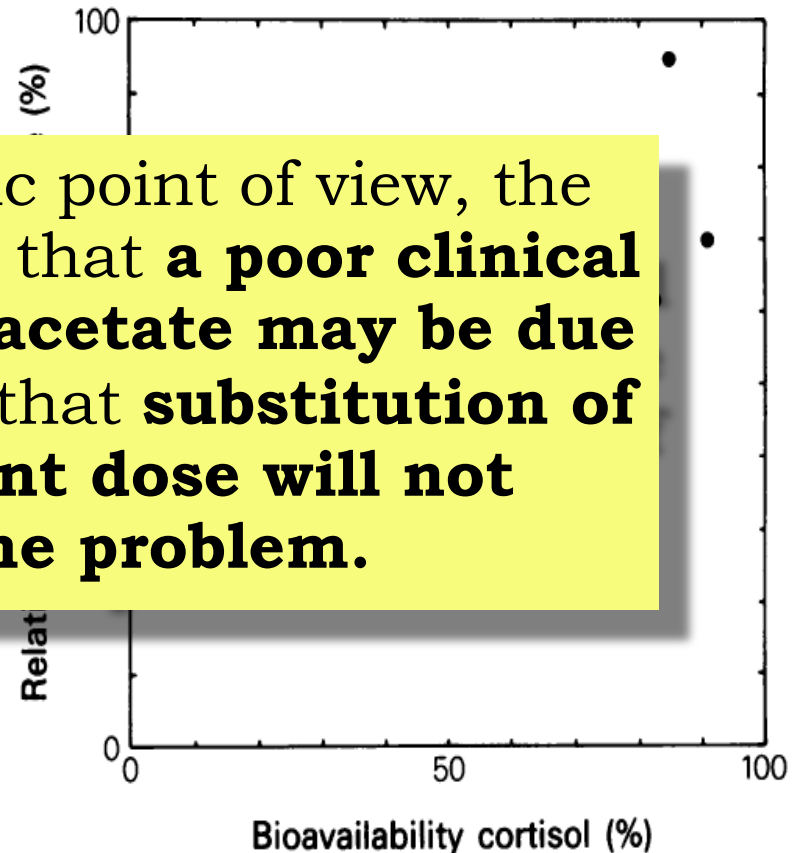 100
(%)
ic point of view, the
that a poor clinical
acetate may be due
that substitution of
nt dose will not
ne problem.
Relat
0
0 50 100
Bioavailability cortisol (%)